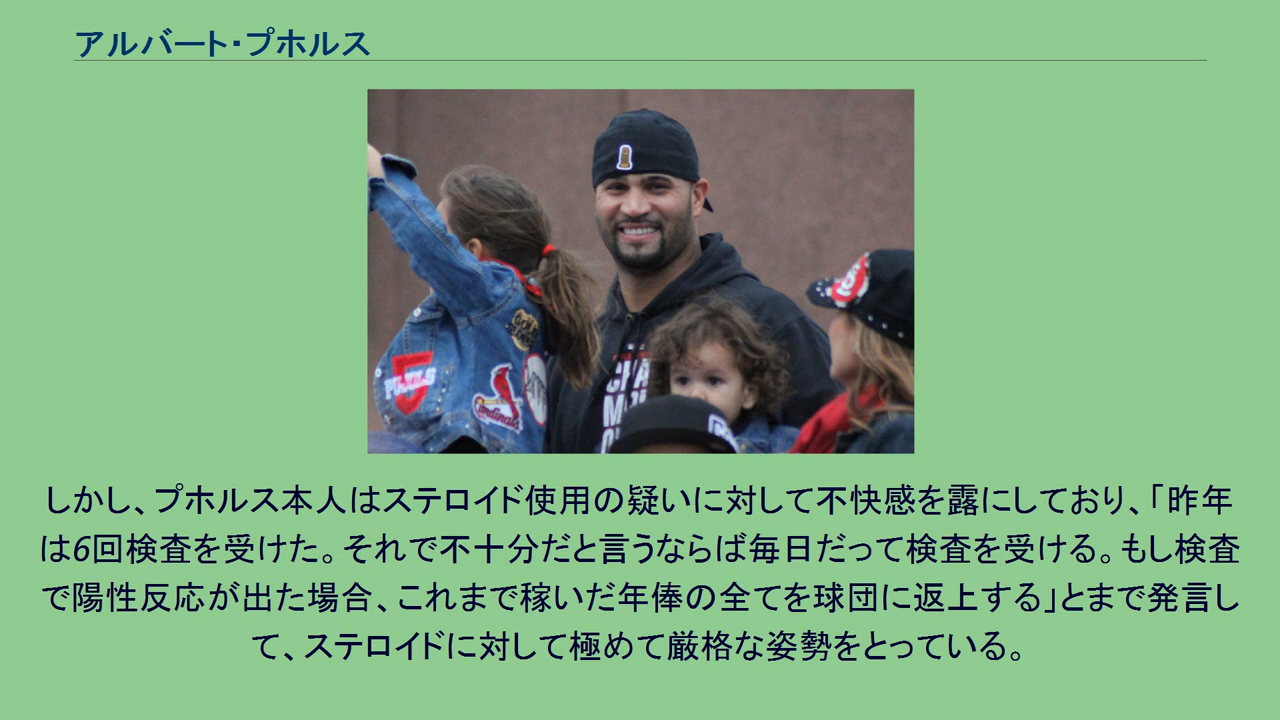 アルバート・プホルス
PUJOLS
5
Cardinals
CHA
しかし、プホルス本人はステロイド使用の疑いに対して不快感を露にしており、「昨年
は6回検査を受けた。それで不十分だと言うならば毎日だって検査を受ける。もし検査
で陽性反応が出た場合、これまで稼いだ年俸の全てを球団に返上する」とまで発言し
て、ステロイドに対して極めて厳格な姿勢をとっている。